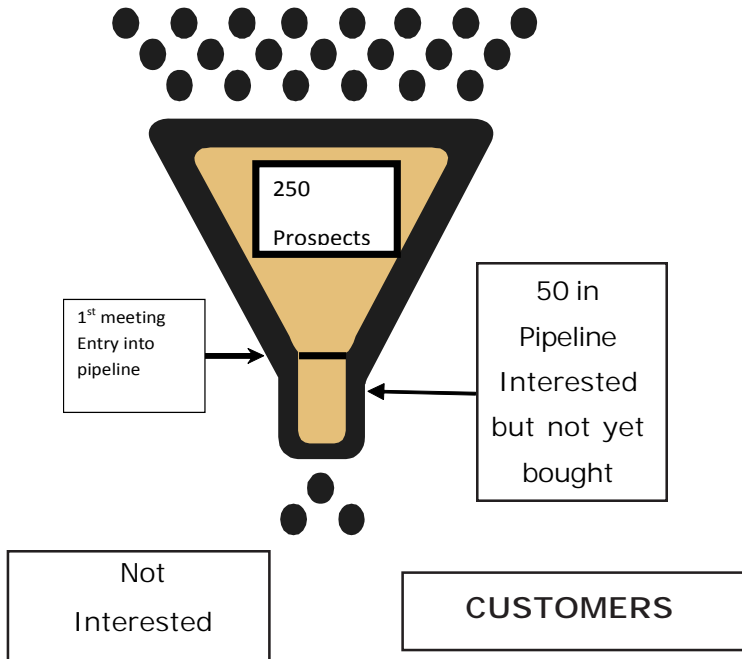 250
Prospects
1st meeting
Entry into
pipeline
50 in
Pipeline
Interested
but not yet
bought
Not
Interested
CUSTOMERS